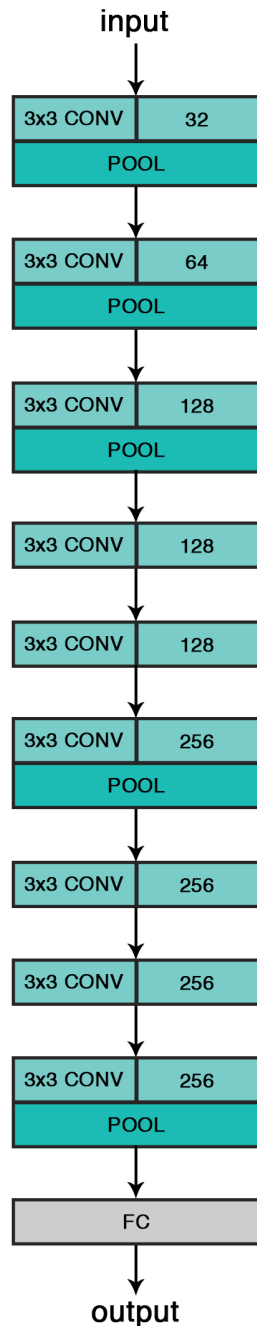 input
3x3 CONV 32
POOL
3x3 CONV 64
POOL
3x3 CONV 128
POOL
3x3 CONV 128
3x3 CONV 128
3x3 CONV 256
POOL
3x3 CONV 256
3x3 CONV 256
3x3 CONV 256
POOL
FC
output